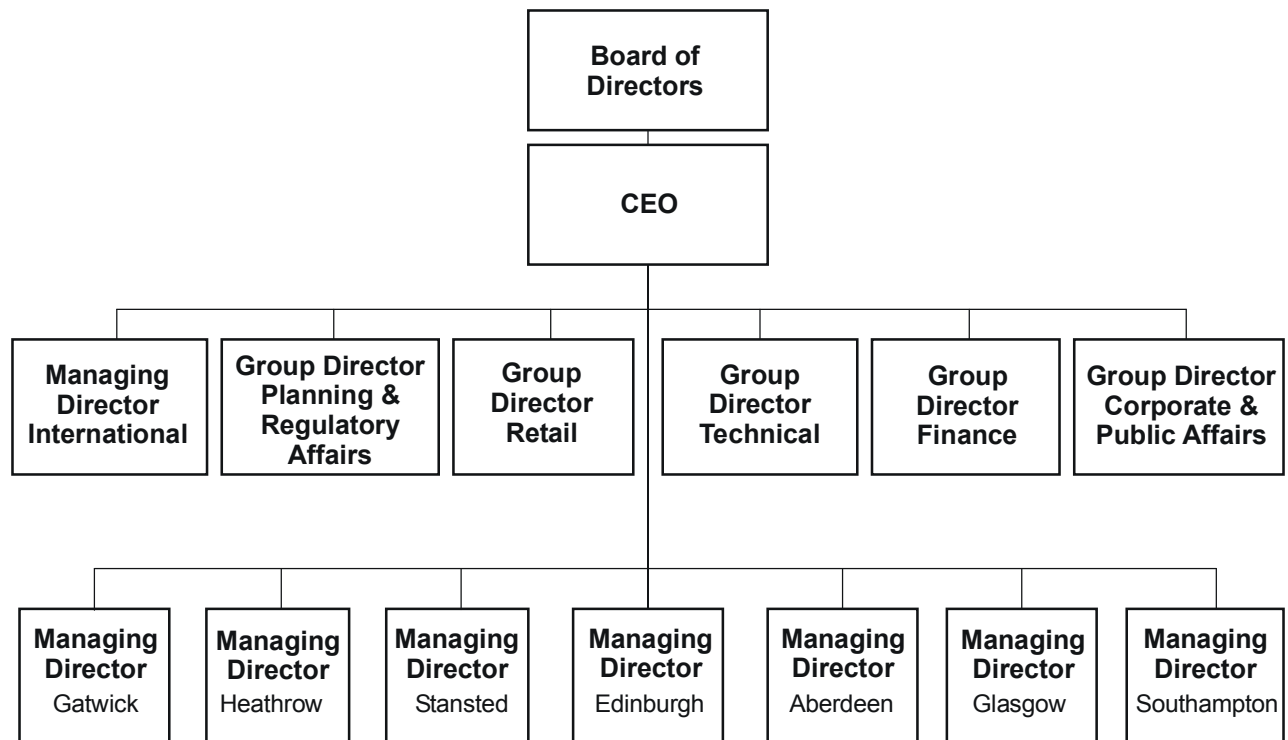 Board of
Directors
CEO
Managing
Director
International
Group Director
Planning &
Regulatory
Affairs
Group
Director
Retail
Group
Director
Technical
Group
Director
Finance
Group Director
Corporate &
Public Affairs
Managing
Director
Gatwick
Managing
Director
Heathrow
Managing
Director
Stansted
Managing
Director
Edinburgh
Managing
Director
Aberdeen
Managing
Director
Glasgow
Managing
Director
Southampton